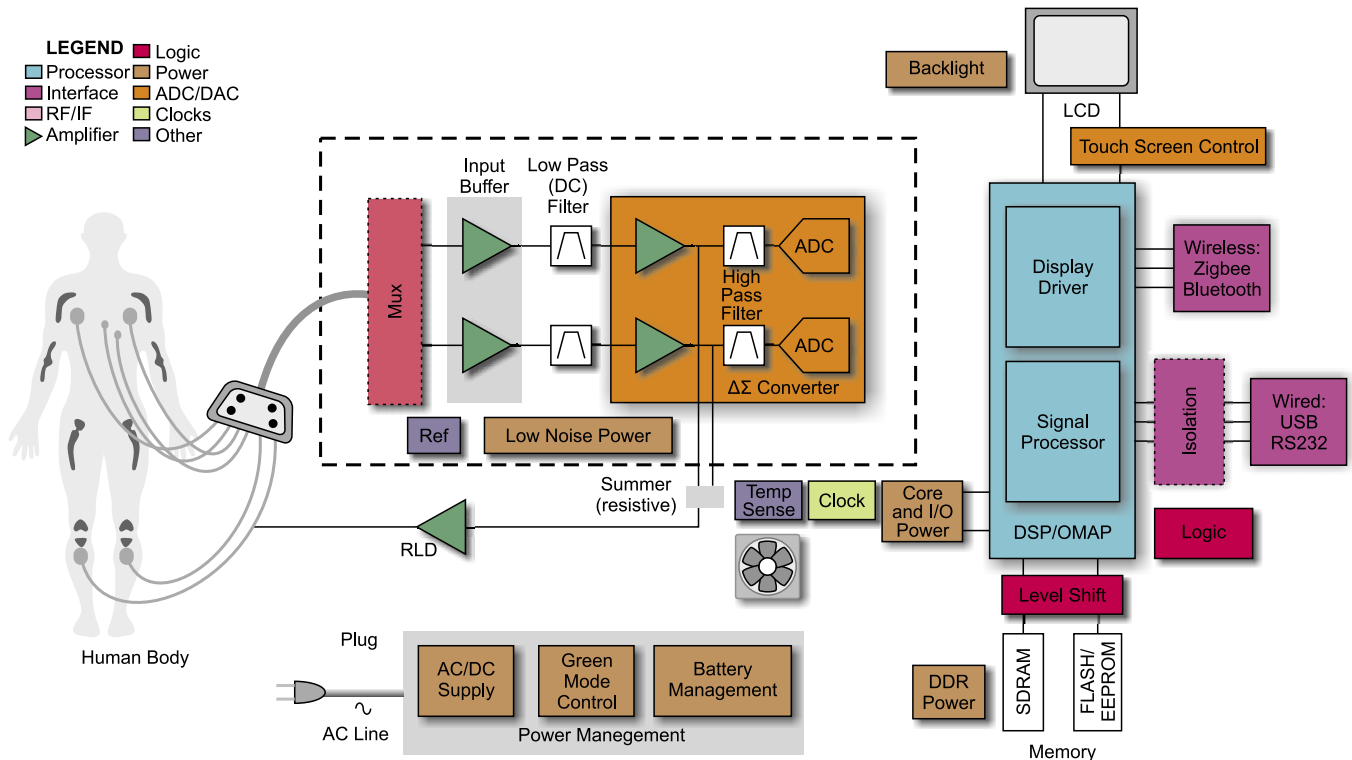 LEGEND
Processor
Interface
RF/IF
Amplifier
Logic
Power
ADC/DAC
Clocks
Other
Backlight
LCD
Touch Screen Control
Input
Buffer
Low Pass
(DC)
Filter
Mux
ADC
High
Pass
Filter
ADC
ΔΣ Converter
Ref
Low Noise Power
Display
Driver
Wireless:
Zigbee
Bluetooth
Signal
Processor
Isolation
Wired:
USB
RS232
DSP/OMAP
Logic
Summer
(resistive)
Temp
Sense
Clock
Core
and I/O
Power
RLD
Level Shift
Human Body
Plug
AC Line
AC/DC
Supply
Green
Mode
Control
Battery
Management
Power Manegement
DDR
Power
SDRAM
FLASH/
EEPROM
Memory